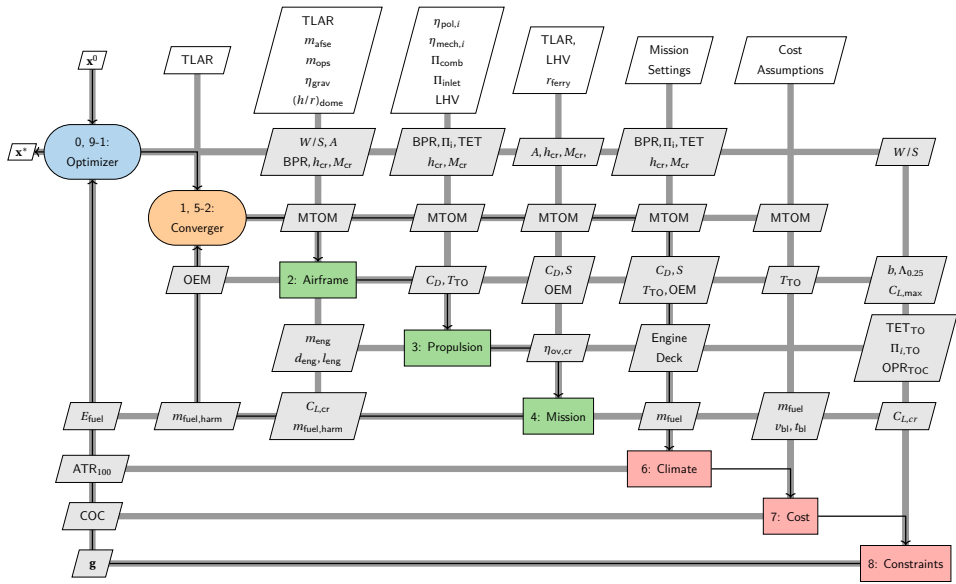 x⁰
TLAR
TLAR
m_afse
m_ops
η_grav
(h/r)_dome
η_pol,i
η_mech,i
Π_comb
Π_inlet
LHV
TLAR,
LHV
r_ferry
Mission
Settings
Cost
Assumptions
x*
0, 9-1:
Optimizer
W/S, A
BPR, h_cr, M_cr
BPR, Π_i, TET
h_cr, M_cr
A, h_cr, M_cr,
BPR, Π_i, TET
h_cr, M_cr
W/S
1, 5-2:
Converger
MTOM
MTOM
MTOM
MTOM
MTOM
OEM
2: Airframe
C_D, T_TO
C_D, S
OEM
C_D, S
T_TO, OEM
T_TO
b, Λ_0.25
C_L,max
m_eng
d_eng, l_eng
3: Propulsion
η_ov,cr
Engine
Deck
TET_TO
Π_i,TO
OPR_TOC
E_fuel
m_fuel,harm
C_L,cr
m_fuel,harm
4: Mission
m_fuel
m_fuel
v_bl, t_bl
C_L,cr
ATR₁₀₀
6: Climate
COC
7: Cost
g
8: Constraints